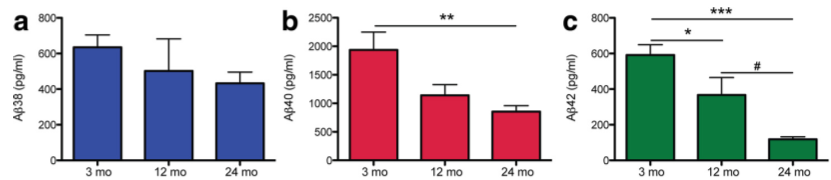 a
Aβ38 (pg/ml)
800
600
400
200
0
3 mo 12 mo 24 mo
b
Aβ40 (pg/ml)
2500
2000
1500
1000
500
0
**
3 mo 12 mo 24 mo
c
Aβ42 (pg/ml)
800
600
400
200
0
***
*
#
3 mo 12 mo 24 mo